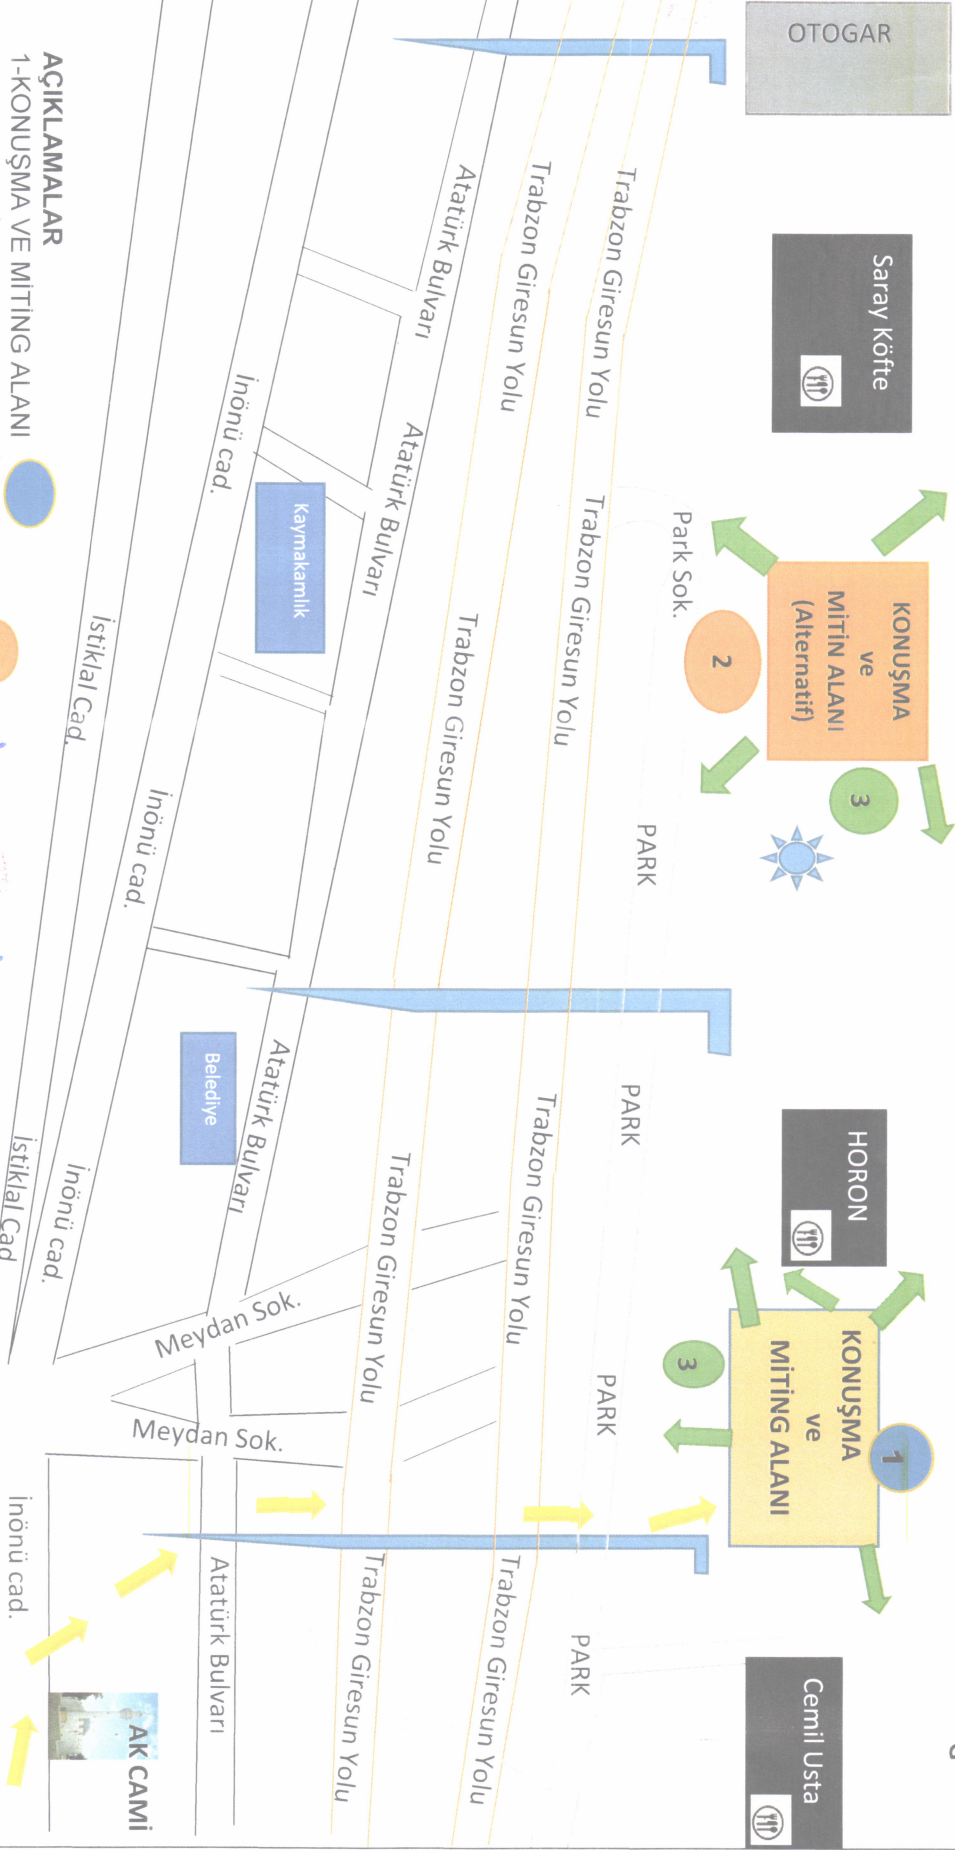 OTOGAR
Saray Köfte
KONUŞMA
ve
MİTİN ALANI
(Alternatif)
2
3
HORON
KONUŞMA
ve
MİTİNG ALANI
1
3
Cemil Usta
Park Sok.
PARK
PARK
PARK
PARK
Trabzon Giresun Yolu
Trabzon Giresun Yolu
Trabzon Giresun Yolu
Trabzon Giresun Yolu
Trabzon Giresun Yolu
Trabzon Giresun Yolu
Trabzon Giresun Yolu
Trabzon Giresun Yolu
Atatürk Bulvarı
Atatürk Bulvarı
Atatürk Bulvarı
Atatürk Bulvarı
Kaymakamlık
Belediye
Meydan Sok.
Meydan Sok.
İnönü cad.
İnönü cad.
İnönü cad.
İnönü cad.
İstiklal Cad.
İstiklal Cad
AK CAMİ
AÇIKLAMALAR
1-KONUŞMA VE MİTİNG ALANI